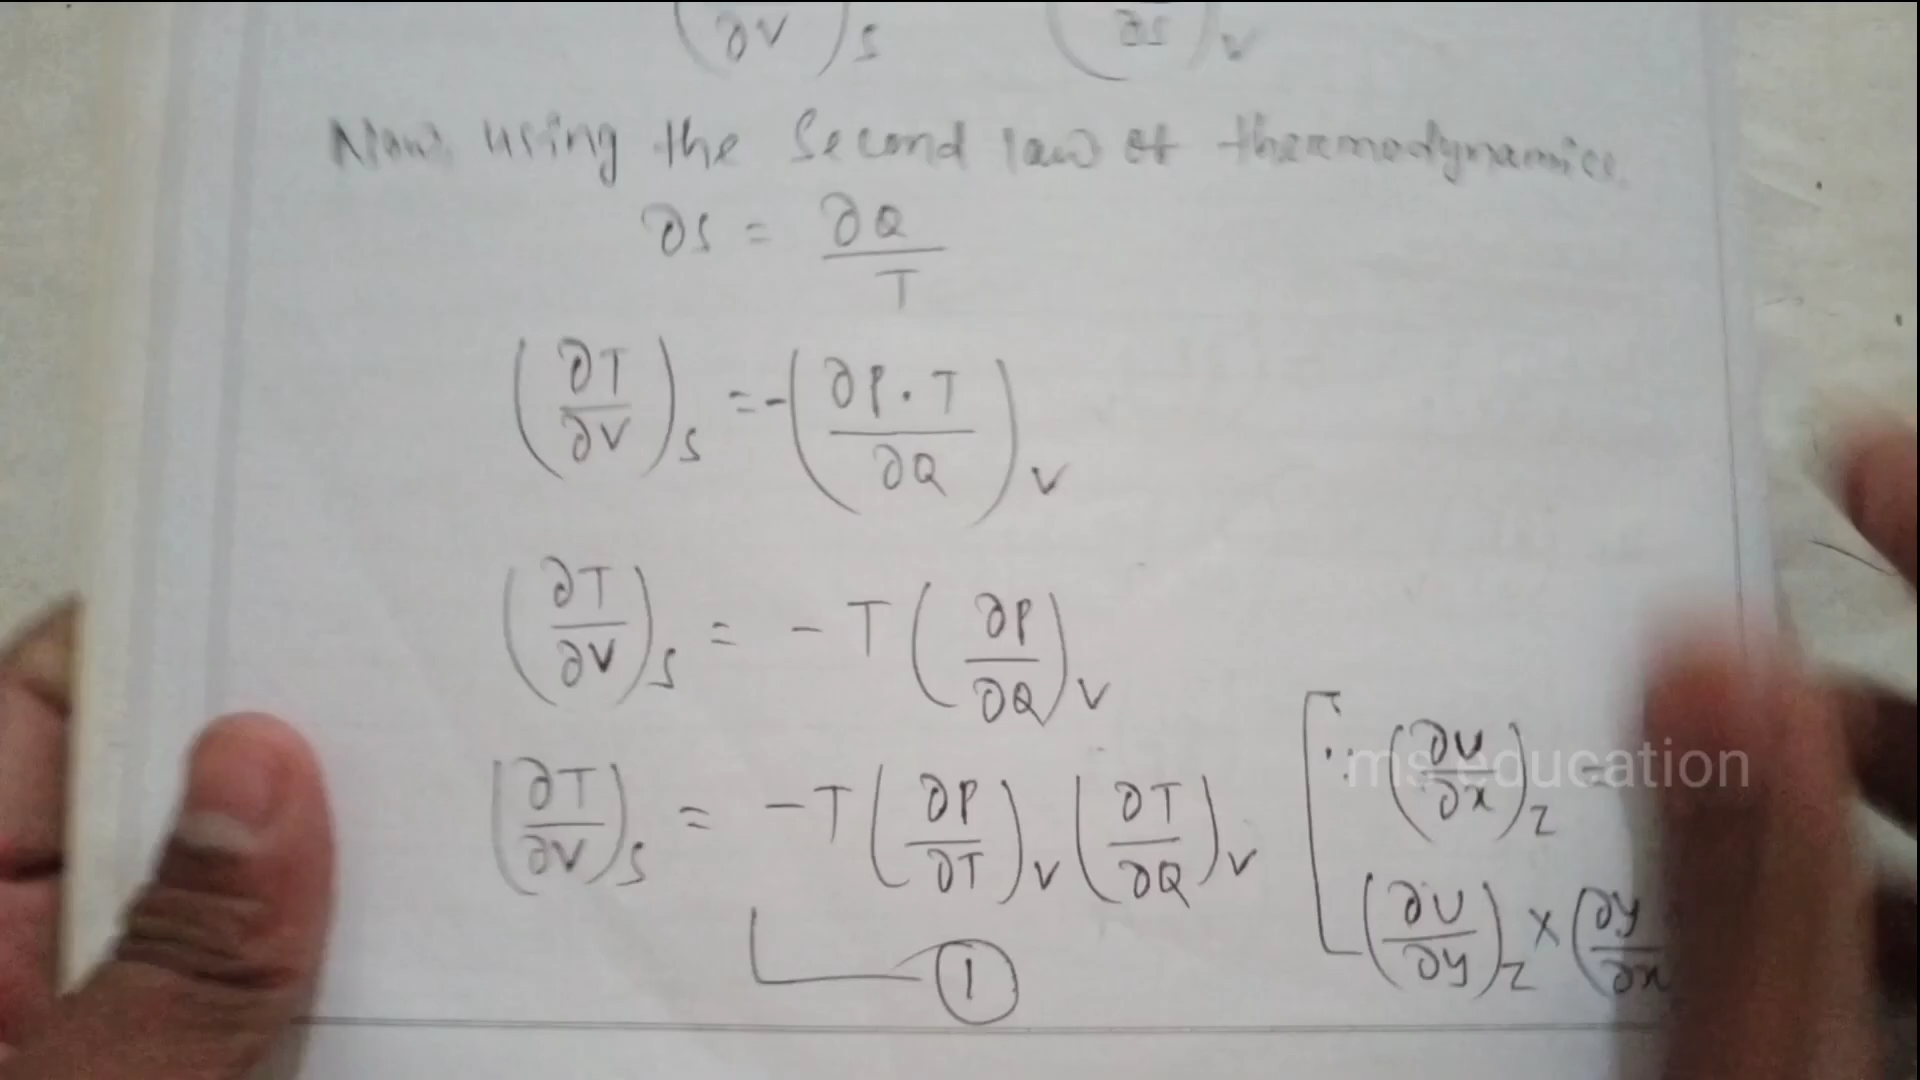 (∂V)S (∂S)V
Now, using the Second law of thermodynamics.
∂S = ∂Q/T
(∂T/∂V)S = -(∂P·T/∂Q)V
(∂T/∂V)S = -T(∂P/∂Q)V
(∂T/∂V)S = -T(∂P/∂T)V (∂T/∂Q)V
1
[∵ (∂U/∂x)Z =
(∂U/∂y)Z × (∂y/∂x
ms education